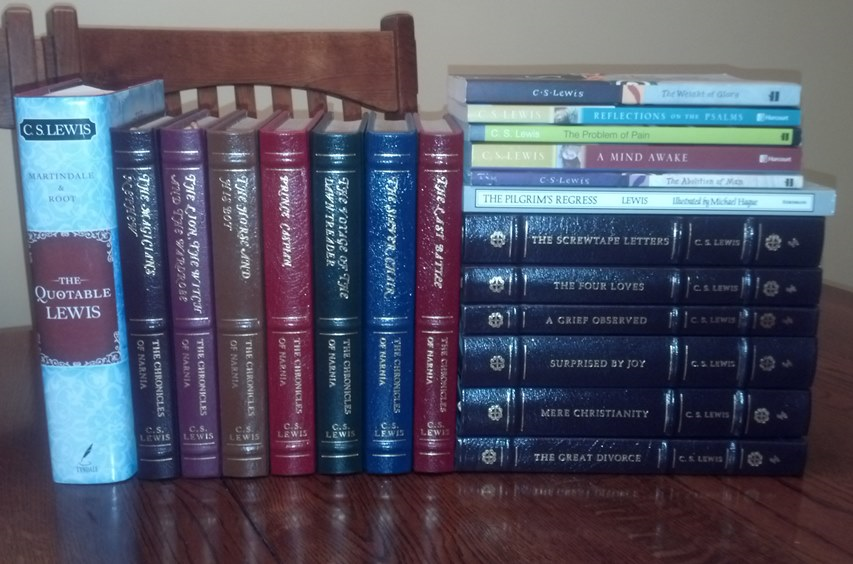 C.S. LEWIS
MARTINDALE
&
ROOT
THE
QUOTABLE
LEWIS
TYNDALE
THE MAGICIAN'S
NEPHEW
THE CHRONICLES
OF NARNIA
C.S.
LEWIS
THE LION, THE WITCH
AND THE WARDROBE
THE CHRONICLES
OF NARNIA
C.S.
LEWIS
THE HORSE AND
HIS BOY
THE CHRONICLES
OF NARNIA
C.S.
LEWIS
PRINCE CASPIAN
THE CHRONICLES
OF NARNIA
C.S.
LEWIS
THE VOYAGE OF THE
DAWN TREADER
THE CHRONICLES
OF NARNIA
C.S.
LEWIS
THE SILVER CHAIR
THE CHRONICLES
OF NARNIA
C.S.
LEWIS
THE LAST BATTLE
THE CHRONICLES
OF NARNIA
C.S.
LEWIS
C·S·LEWIS The Weight of Glory
C.S. LEWIS REFLECTIONS ON THE PSALMS Harcourt
C. S. Lewis The Problem of Pain
C.S. LEWIS A MIND AWAKE Harcourt
C·S·LEWIS The Abolition of Man
THE PILGRIM'S REGRESS LEWIS Illustrated by Michael Hague
THE SCREWTAPE LETTERS C. S. LEWIS
THE FOUR LOVES C. S. LEWIS
A GRIEF OBSERVED C. S. LEWIS
SURPRISED BY JOY C. S. LEWIS
MERE CHRISTIANITY C. S. LEWIS
THE GREAT DIVORCE C. S. LEWIS